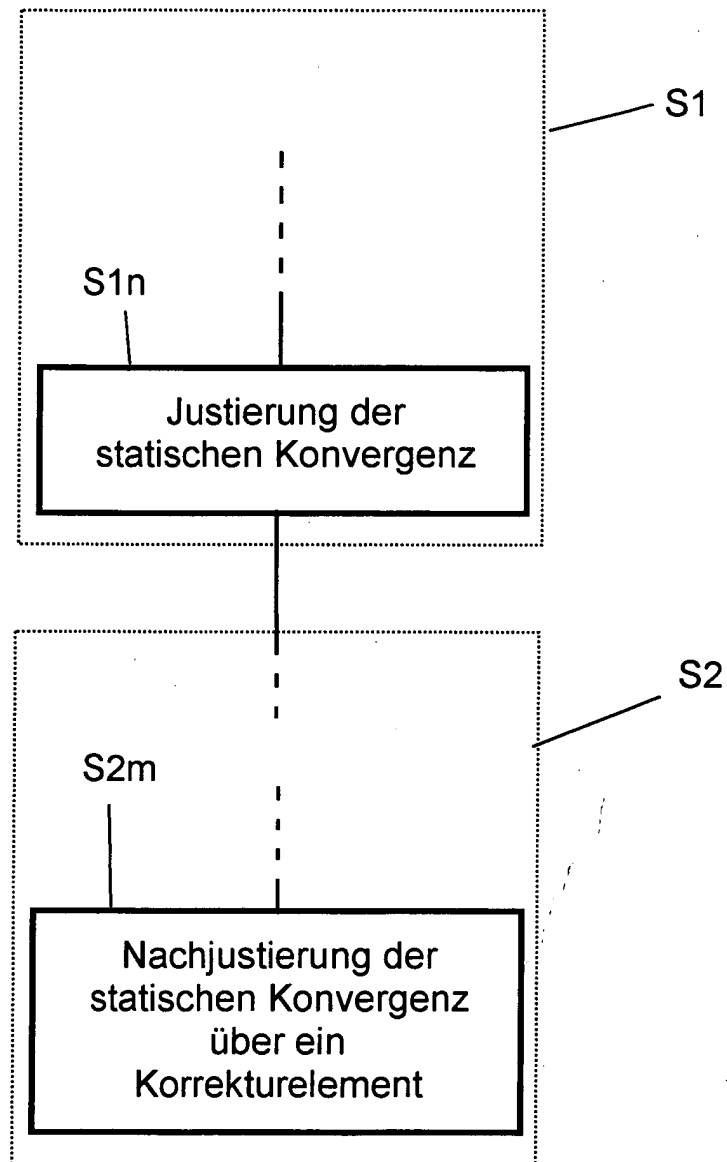 S1
S1n
Justierung der
statischen Konvergenz
S2
S2m
Nachjustierung der
statischen Konvergenz
über ein
Korrekturelement